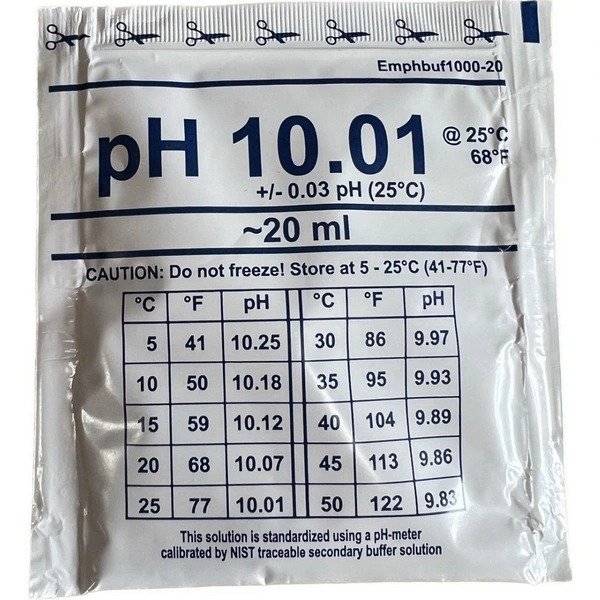 Emphbuf1000-20
pH 10.01 @ 25°C
68°F
+/- 0.03 pH (25°C)
~20 ml
CAUTION: Do not freeze! Store at 5 - 25°C (41-77°F)
°C °F pH °C °F pH
5 41 10.25 30 86 9.97
10 50 10.18 35 95 9.93
15 59 10.12 40 104 9.89
20 68 10.07 45 113 9.86
25 77 10.01 50 122 9.83
This solution is standardized using a pH-meter
calibrated by NIST traceable secondary buffer solution